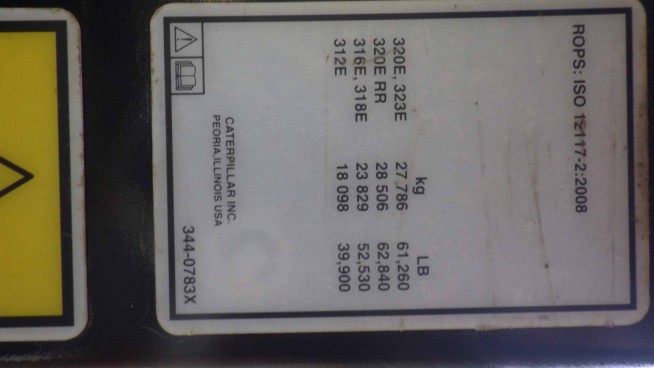 ROPS: ISO 12117-2:2008
kg LB
320E, 323E 27 786 61,260
320E RR 28 506 62,840
316E, 318E 23 829 52,530
312E 18 098 39,900
CATERPILLAR INC.
PEORIA,ILLINOIS USA
344-0783X